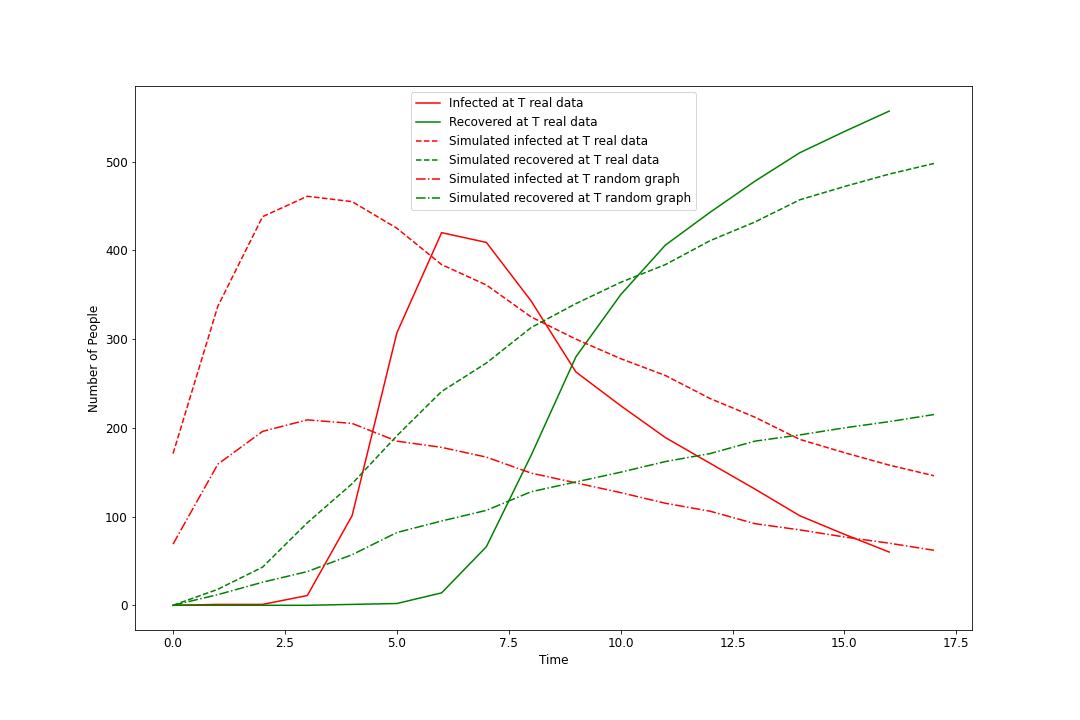 Infected at T real data
Recovered at T real data
Simulated infected at T real data
Simulated recovered at T real data
Simulated infected at T random graph
Simulated recovered at T random graph
500
400
300
200
100
0
Number of People
0.0 2.5 5.0 7.5 10.0 12.5 15.0 17.5
Time